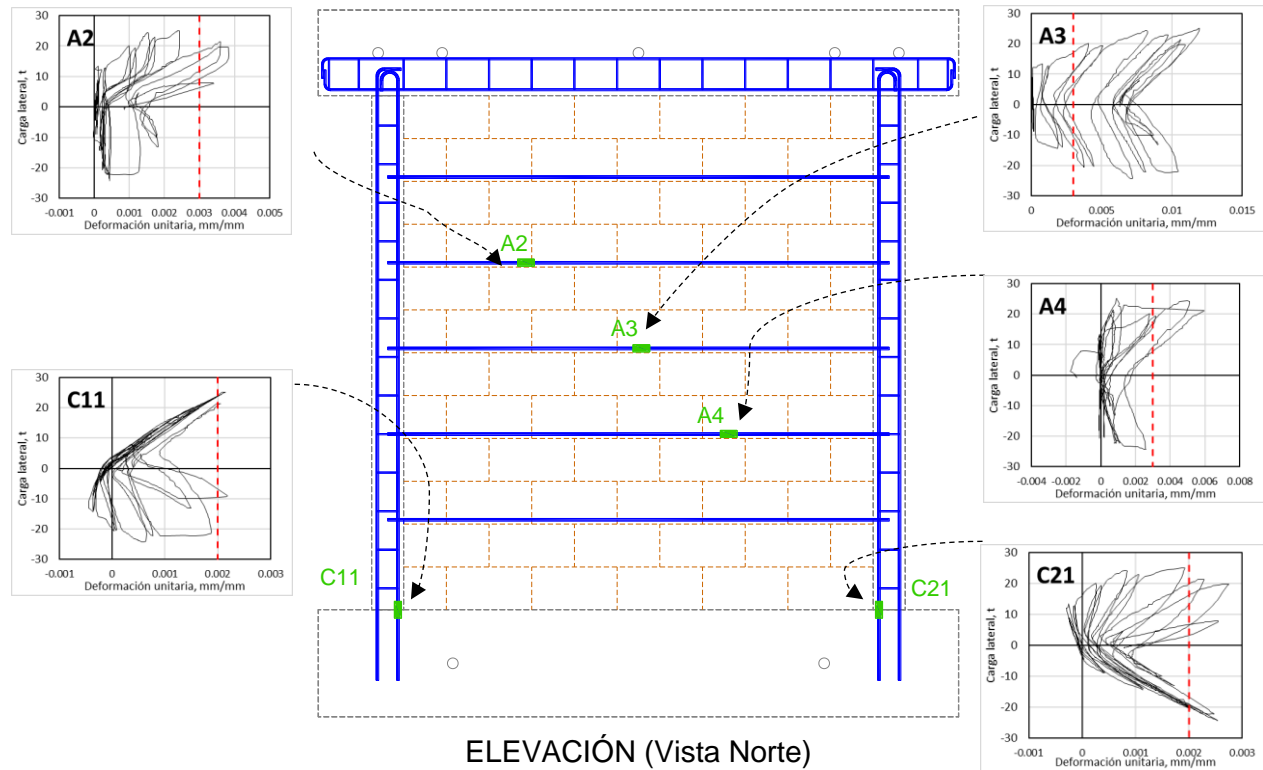 A2
30
20
10
0
-10
-20
-30
-0.001 0 0.001 0.002 0.003 0.004 0.005
Carga lateral, t
Deformación unitaria, mm/mm
A3
30
20
10
0
-10
-20
-30
0 0.005 0.01 0.015
Carga lateral, t
Deformación unitaria, mm/mm
A2
A3
A4
C11
C21
A4
30
20
10
0
-10
-20
-30
-0.004 -0.002 0 0.002 0.004 0.006 0.008
Carga lateral, t
Deformación unitaria, mm/mm
C11
30
20
10
0
-10
-20
-30
-0.001 0 0.001 0.002 0.003
Carga lateral, t
Deformación unitaria, mm/mm
C21
30
20
10
0
-10
-20
-30
-0.001 0 0.001 0.002 0.003
Carga lateral, t
Deformación unitaria, mm/mm
ELEVACIÓN (Vista Norte)